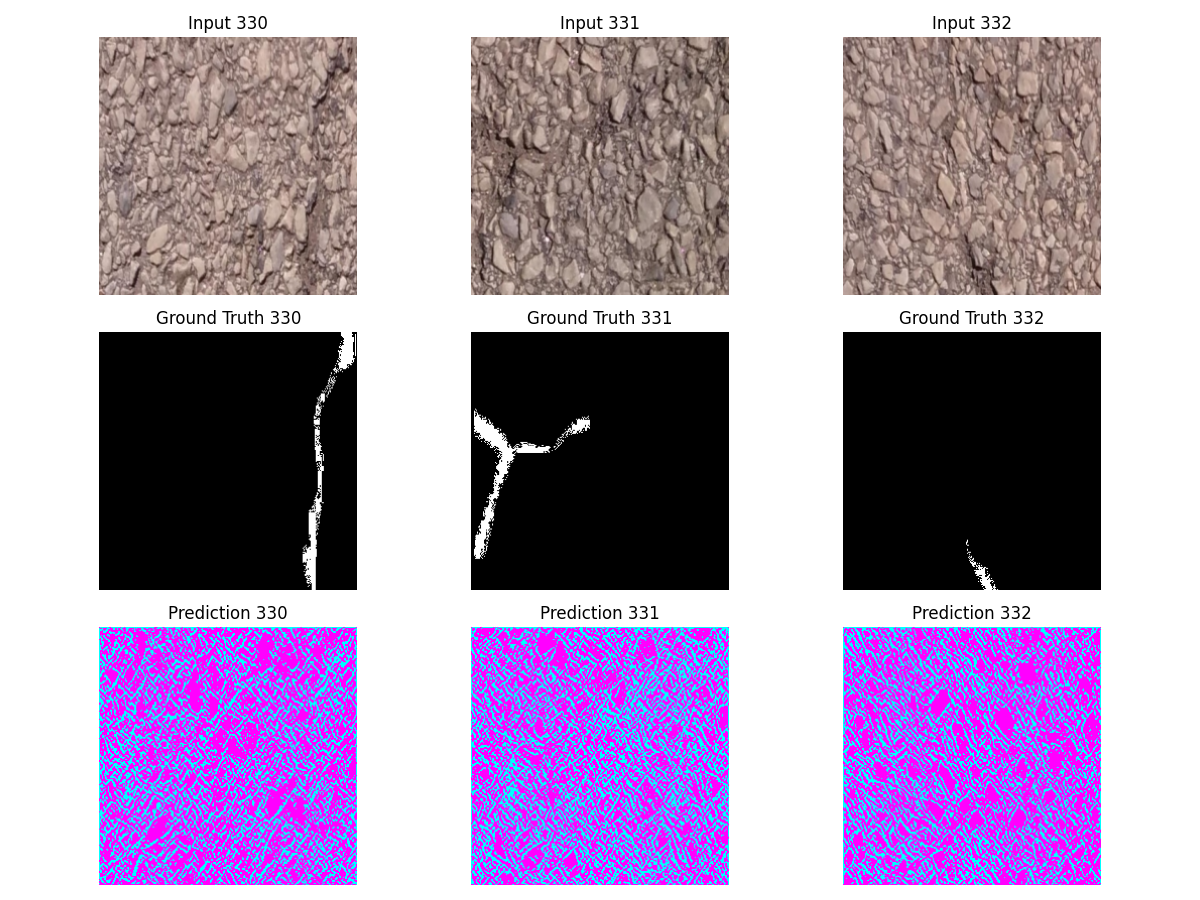 Input 330
Input 331
Input 332
Ground Truth 330
Ground Truth 331
Ground Truth 332
Prediction 330
Prediction 331
Prediction 332